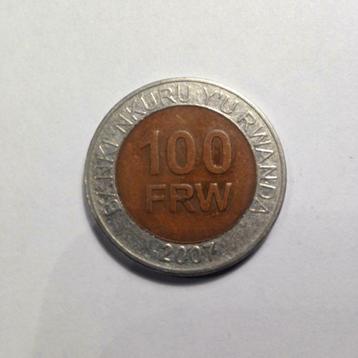 BANKI NKURU Y'U RWANDA
100
FRW
2007